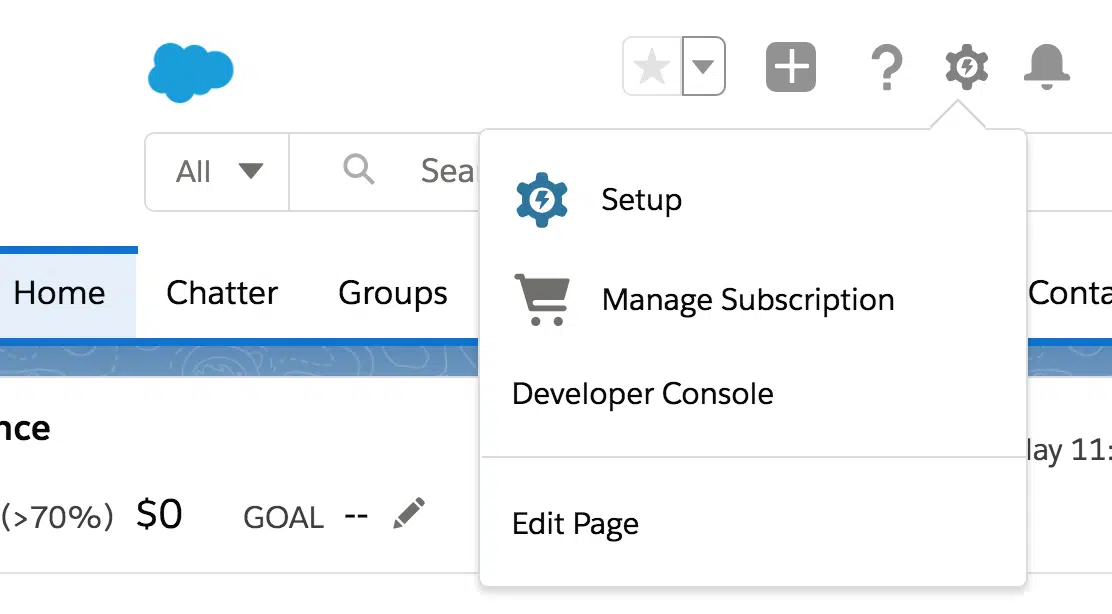 All
Sea
Setup
Manage Subscription
Home Chatter Groups
Conta
Developer Console
nce
lay 11:
(>70%) $0 GOAL --
Edit Page